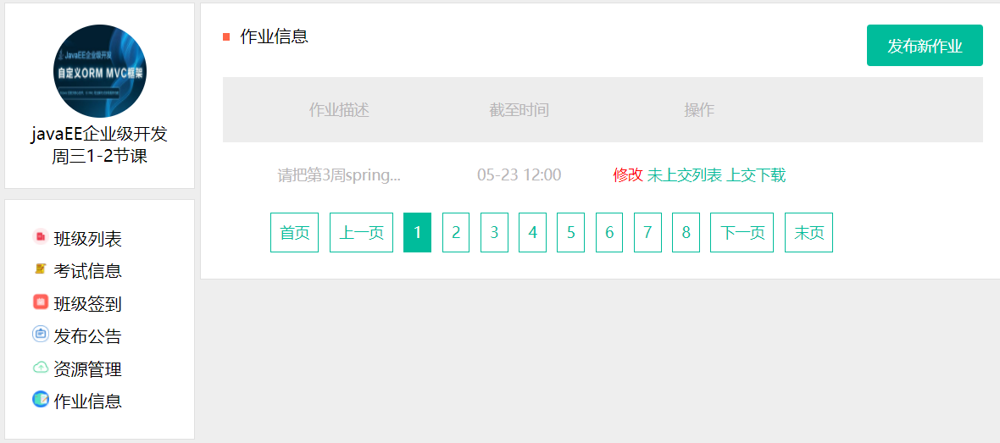 JavaEE企业级开发
自定义ORM MVC框架
javaEE企业级开发
周三1-2节课
班级列表
考试信息
班级签到
发布公告
资源管理
作业信息
作业信息
发布新作业
作业描述 截至时间 操作
请把第3周spring... 05-23 12:00 修改 未上交列表 上交下载
首页 上一页 1 2 3 4 5 6 7 8 下一页 末页